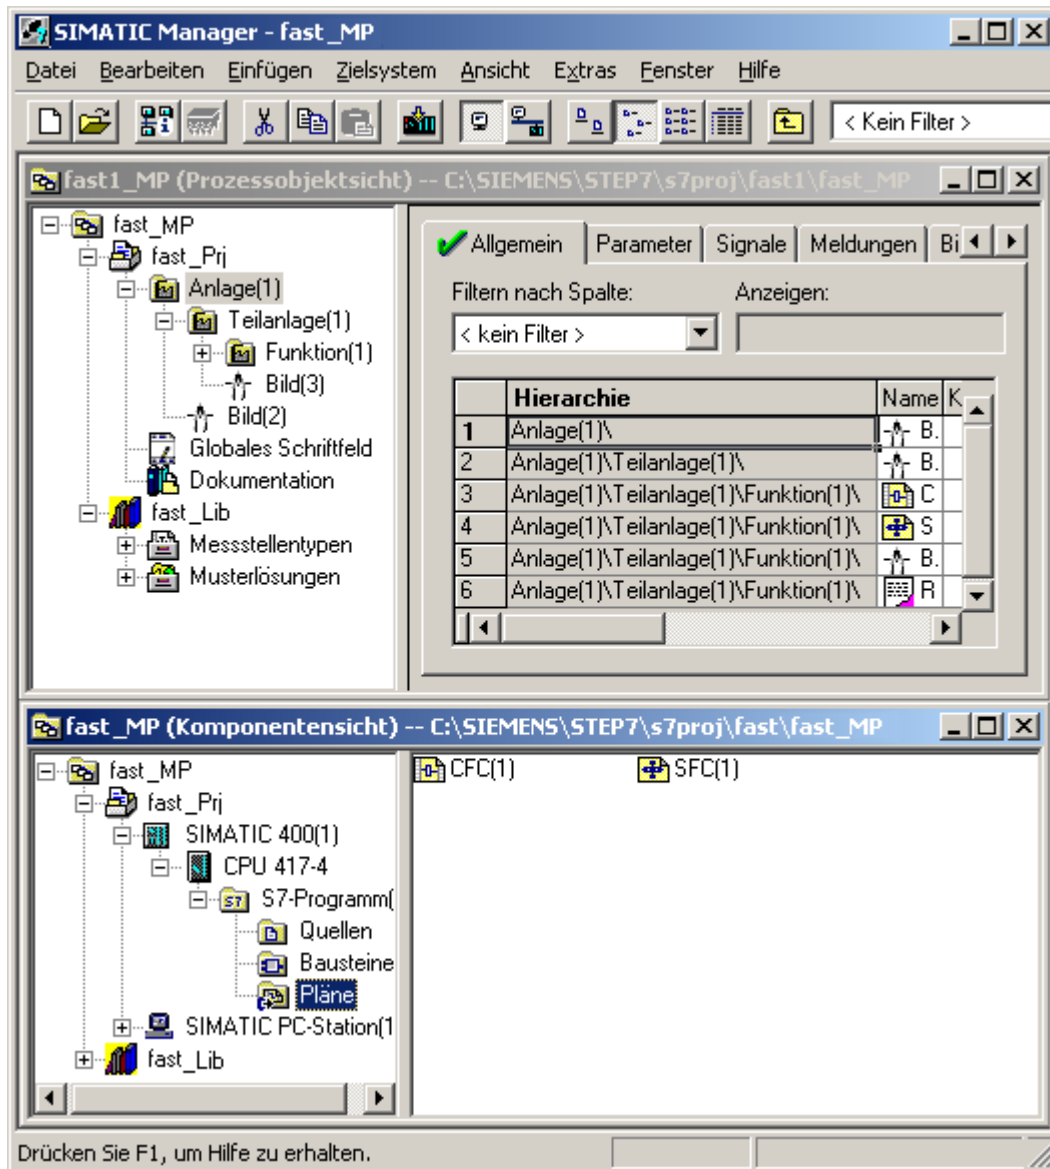 SIMATIC Manager - fast_MP
Datei Bearbeiten Einfügen Zielsystem Ansicht Extras Fenster Hilfe
< Kein Filter >
fast1_MP (Prozessobjektsicht) -- C:\SIEMENS\STEP7\s7proj\fast1\fast_MP
fast_MP
fast_Prj
Anlage(1)
Teilanlage(1)
Funktion(1)
Bild(3)
Bild(2)
Globales Schriftfeld
Dokumentation
fast_Lib
Messstellentypen
Musterlösungen
Allgemein Parameter Signale Meldungen Bi
Filtern nach Spalte: Anzeigen:
< kein Filter >
Hierarchie Name K
1 Anlage(1)\ B.
2 Anlage(1)\Teilanlage(1)\ B.
3 Anlage(1)\Teilanlage(1)\Funktion(1)\ C
4 Anlage(1)\Teilanlage(1)\Funktion(1)\ S
5 Anlage(1)\Teilanlage(1)\Funktion(1)\ B.
6 Anlage(1)\Teilanlage(1)\Funktion(1)\ R
fast_MP (Komponentensicht) -- C:\SIEMENS\STEP7\s7proj\fast\fast_MP
fast_MP
fast_Prj
SIMATIC 400(1)
CPU 417-4
S7-Programm(
Quellen
Bausteine
Pläne
SIMATIC PC-Station(1
fast_Lib
CFC(1) SFC(1)
Drücken Sie F1, um Hilfe zu erhalten.